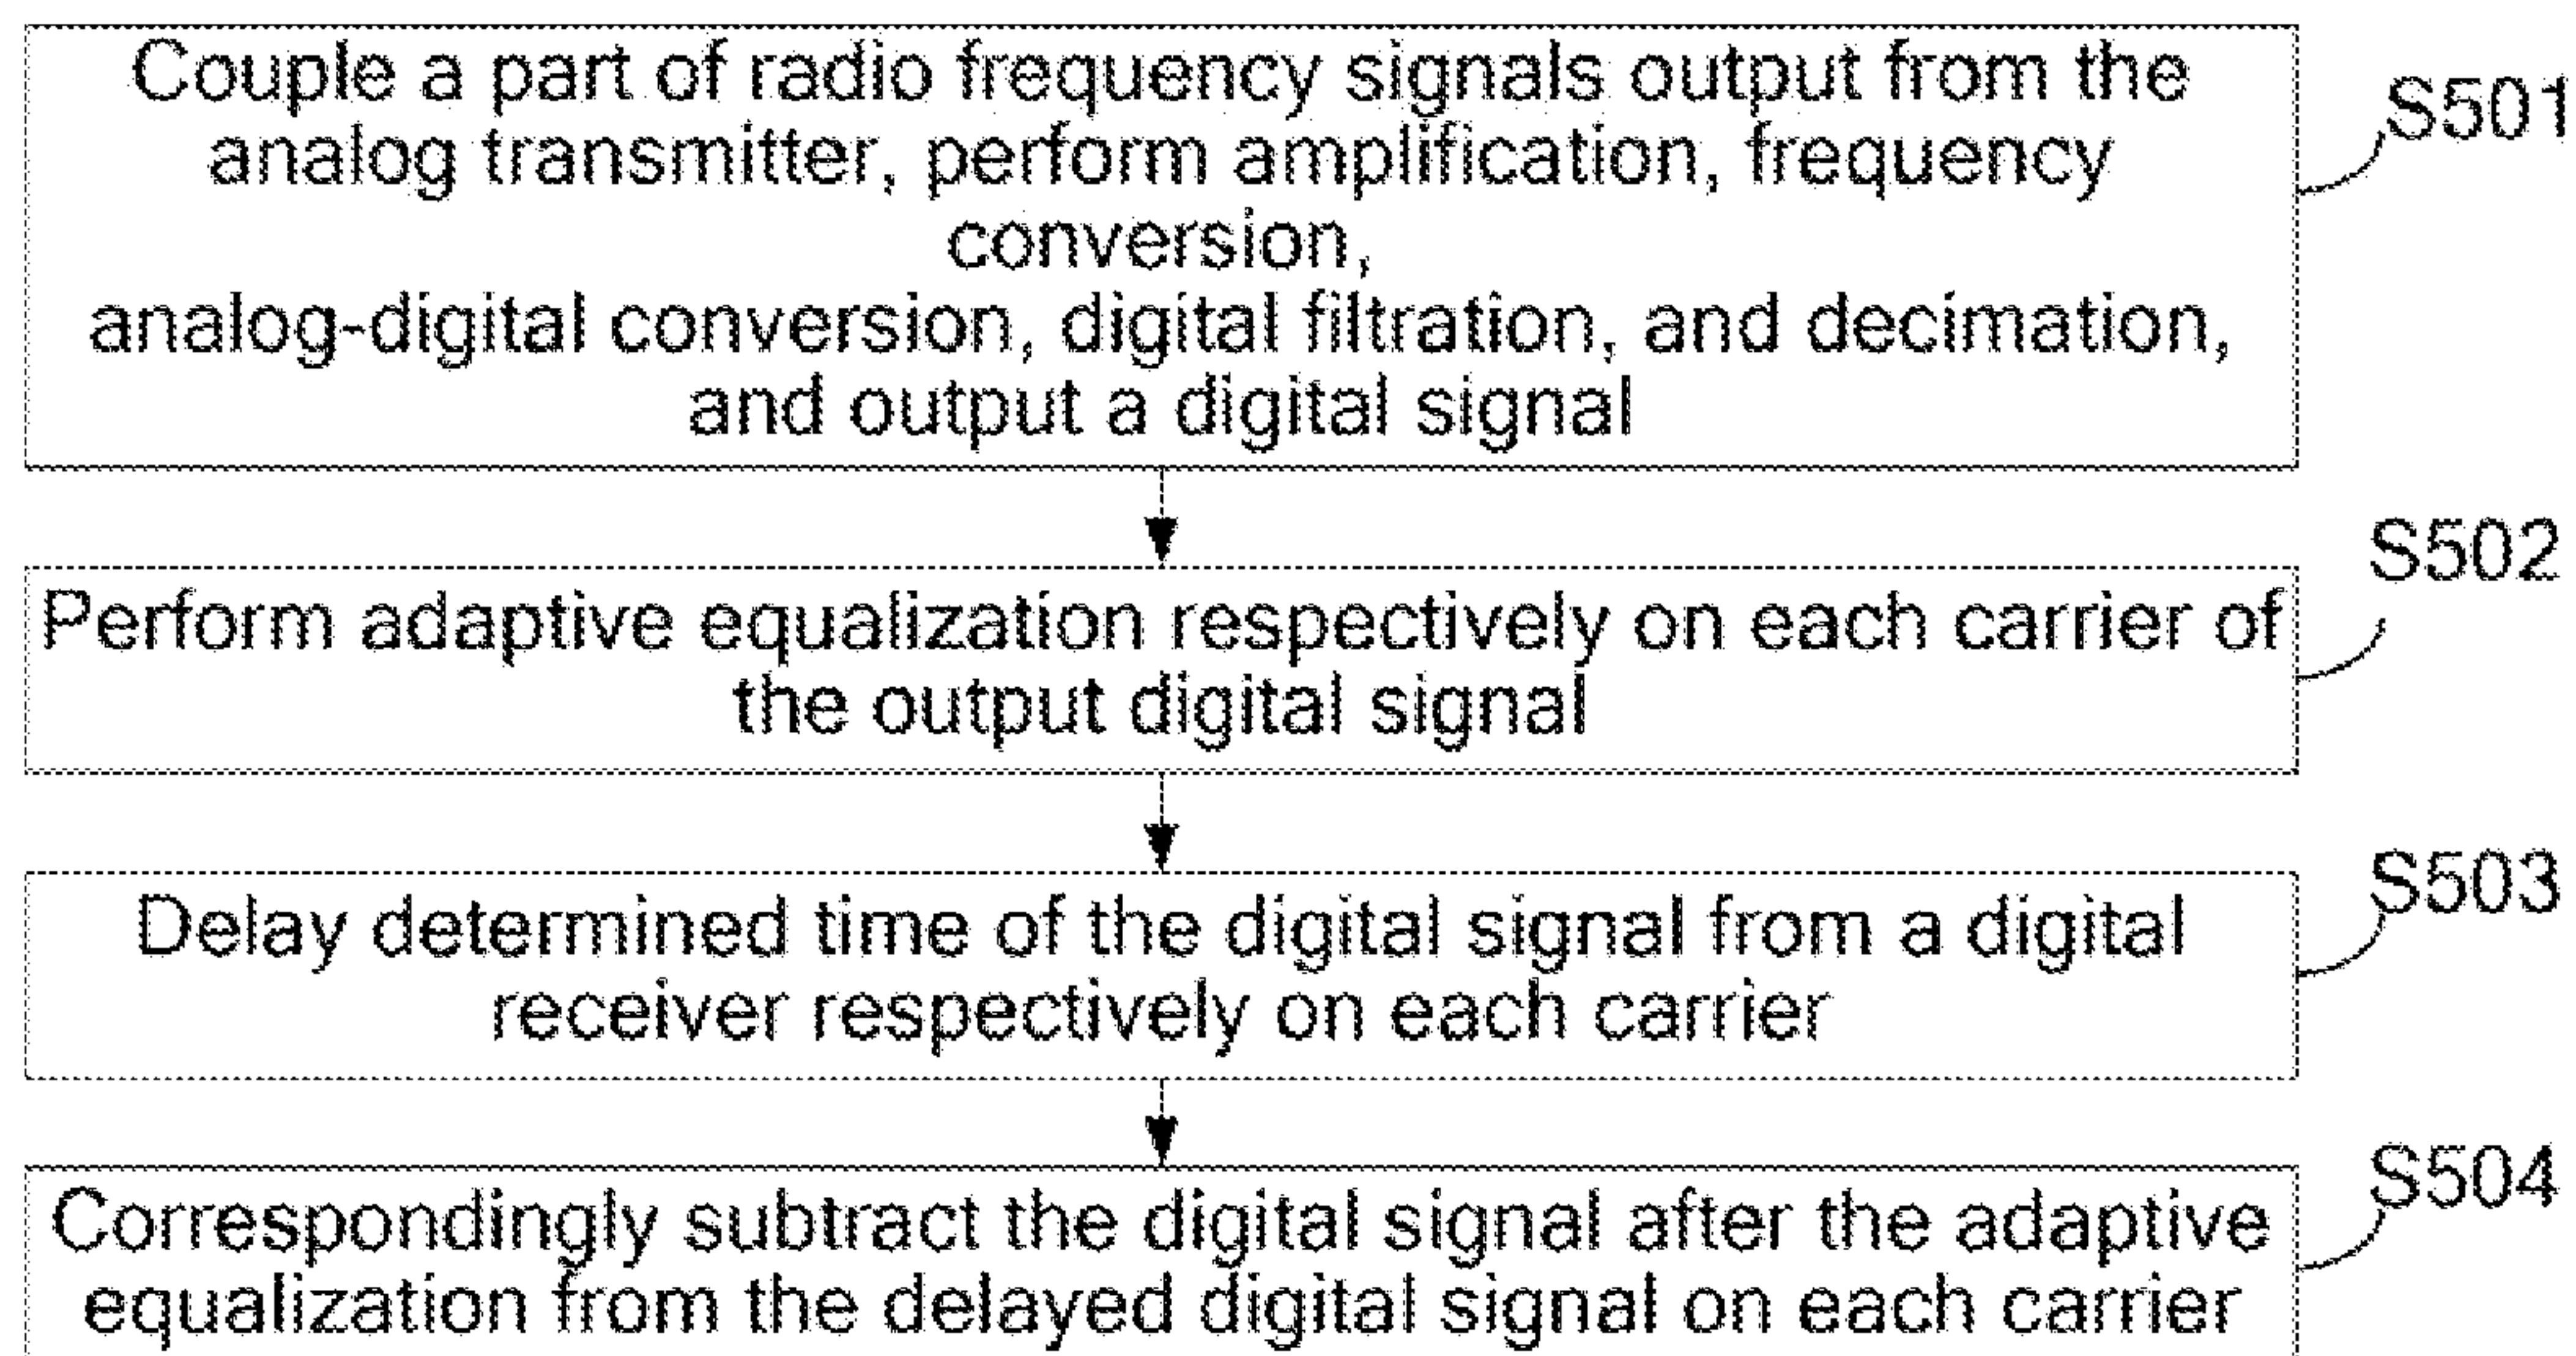 Couple a part of radio frequency signals output from the
analog transmitter, perform amplification, frequency
conversion,
analog-digital conversion, digital filtration, and decimation,
and output a digital signal
S501
Perform adaptive equalization respectively on each carrier of
the output digital signal
S502
Delay determined time of the digital signal from a digital
receiver respectively on each carrier
S503
Correspondingly subtract the digital signal after the adaptive
equalization from the delayed digital signal on each carrier
S504